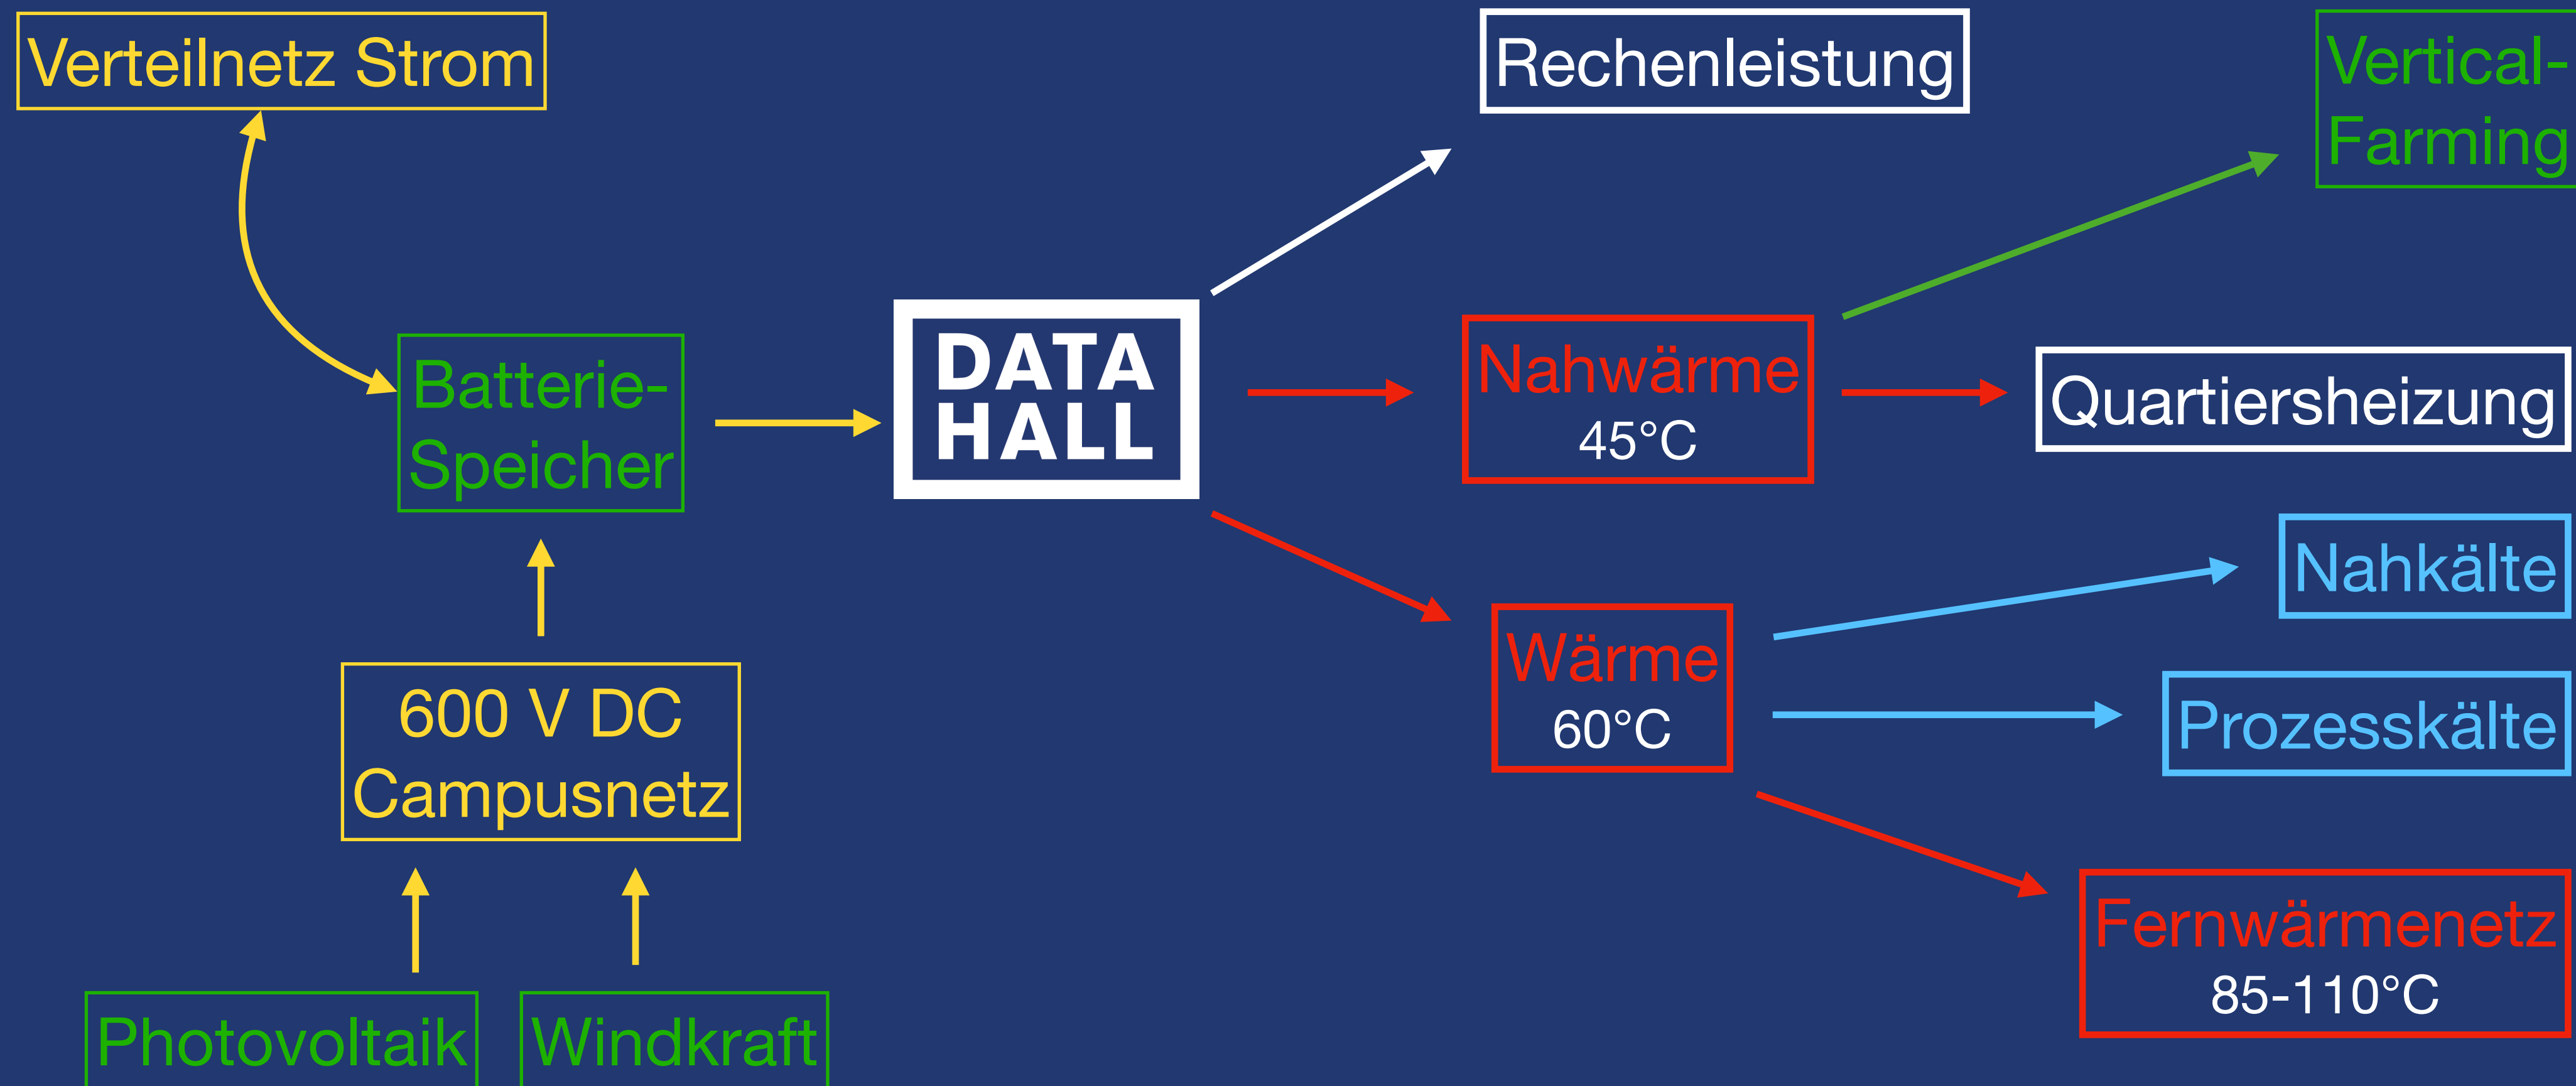 Verteilnetz Strom
Rechenleistung
Vertical-
Farming
Batterie-
Speicher
DATA
HALL
Nahwärme
45°C
Quartiersheizung
Nahkälte
600 V DC
Campusnetz
Wärme
60°C
Prozesskälte
Fernwärmenetz
85-110°C
Photovoltaik
Windkraft